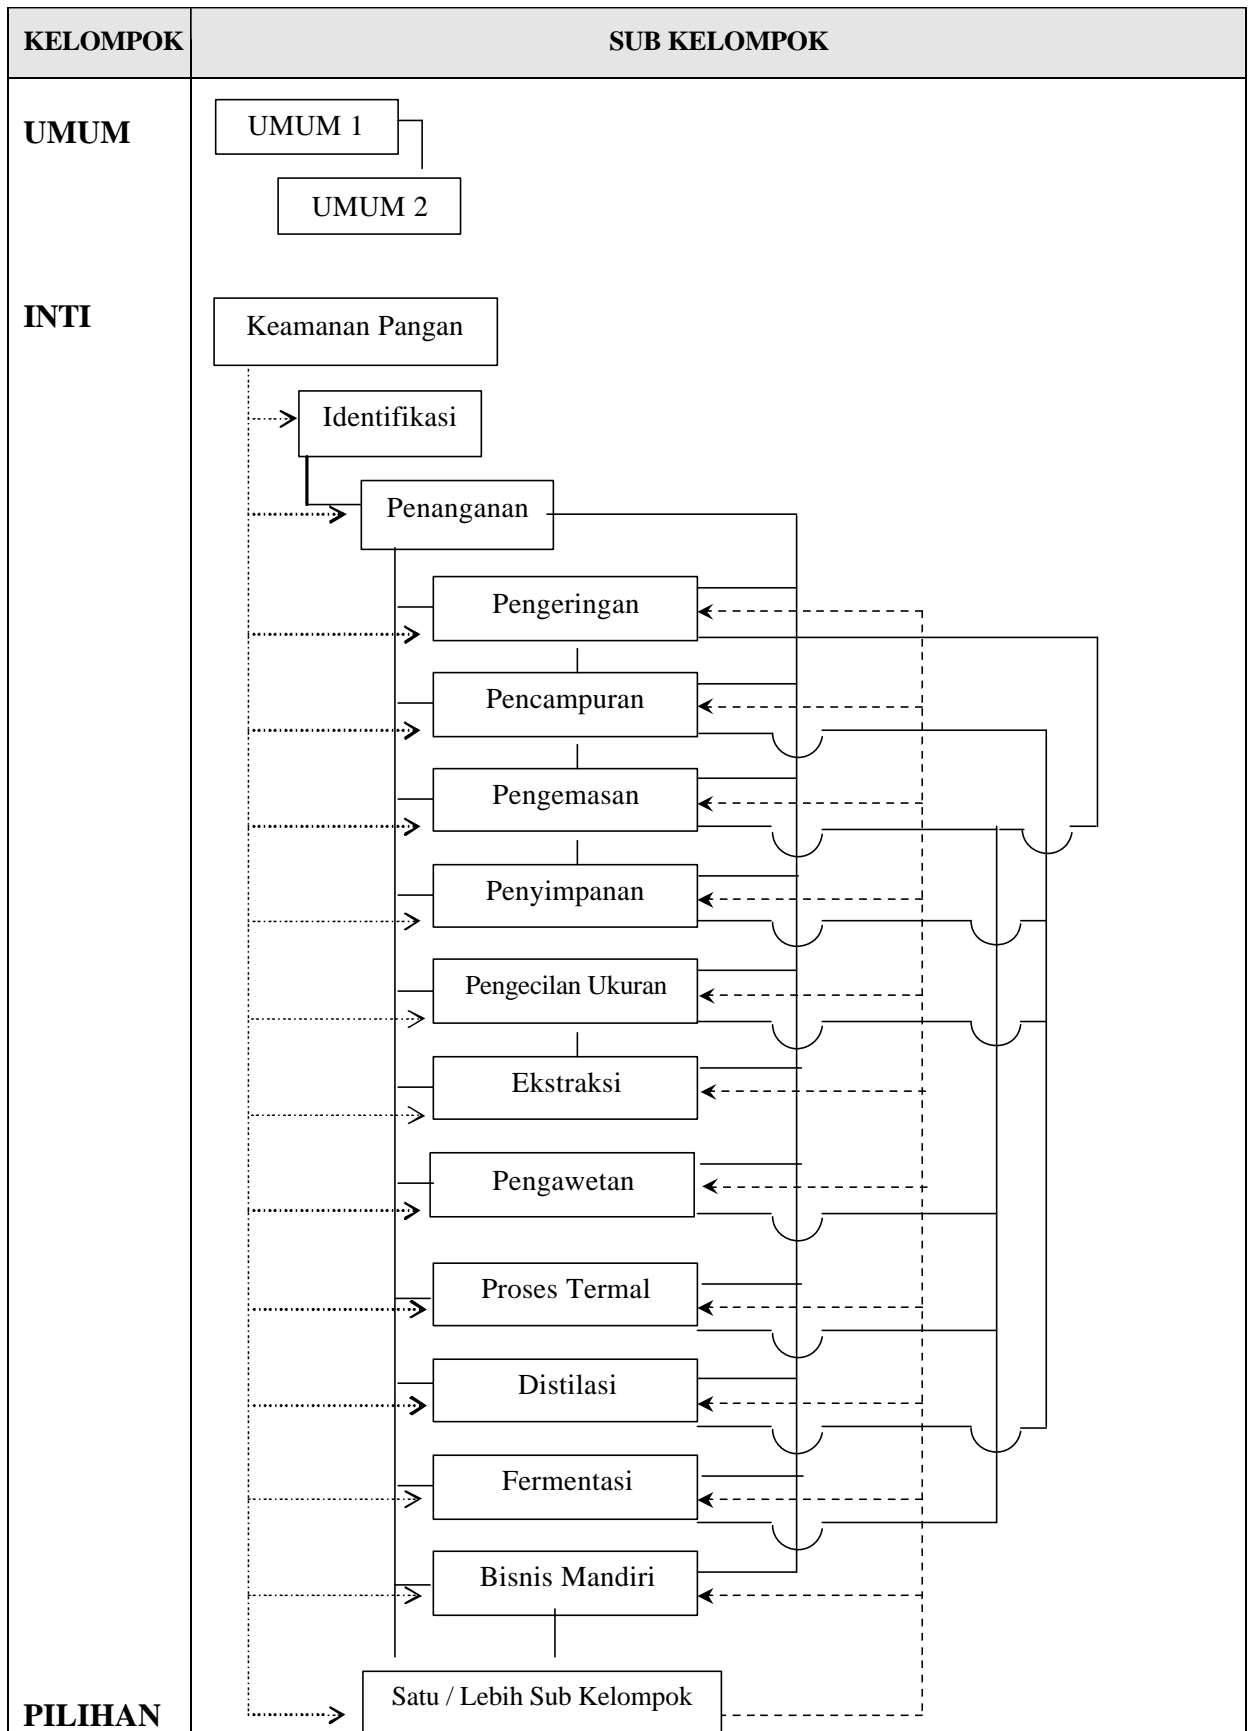 KELOMPOK SUB KELOMPOK
UMUM
UMUM 1
UMUM 2
INTI
Keamanan Pangan
Identifikasi
Penanganan
Pengeringan
Pencampuran
Pengemasan
Penyimpanan
Pengecilan Ukuran
Ekstraksi
Pengawetan
Proses Termal
Distilasi
Fermentasi
Bisnis Mandiri
PILIHAN
Satu / Lebih Sub Kelompok